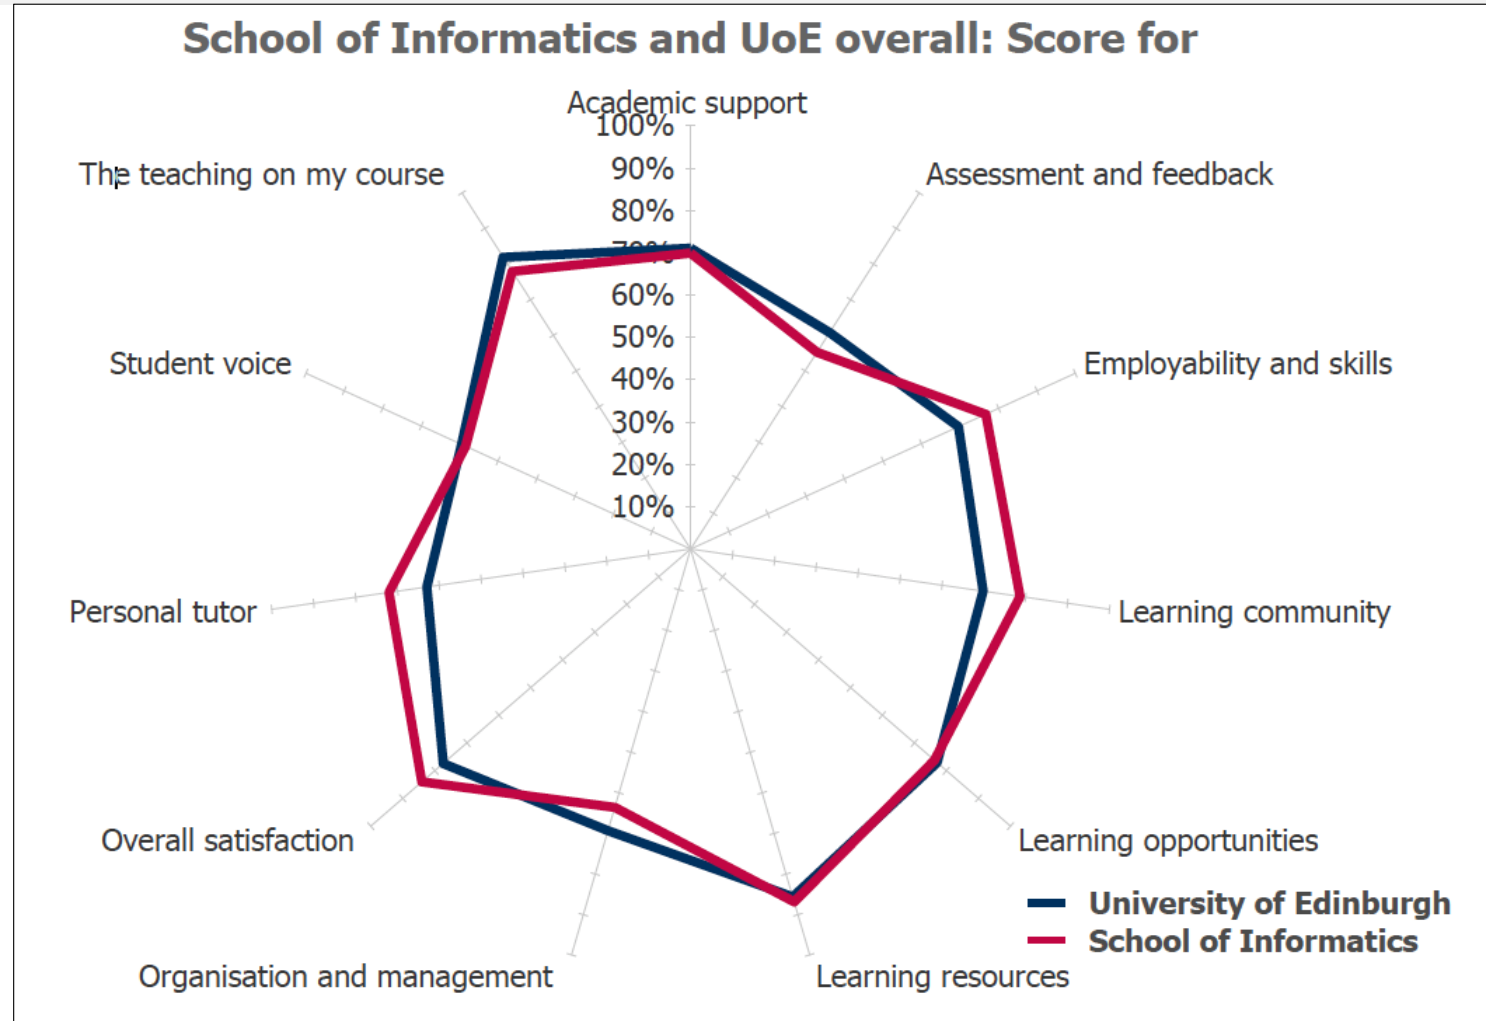 School of Informatics and UoE overall: Score for
Academic support
100%
90%
80%
70%
60%
50%
40%
30%
20%
10%
The teaching on my course
Assessment and feedback
Student voice
Employability and skills
Personal tutor
Learning community
Overall satisfaction
Learning opportunities
Organisation and management
Learning resources
University of Edinburgh
School of Informatics